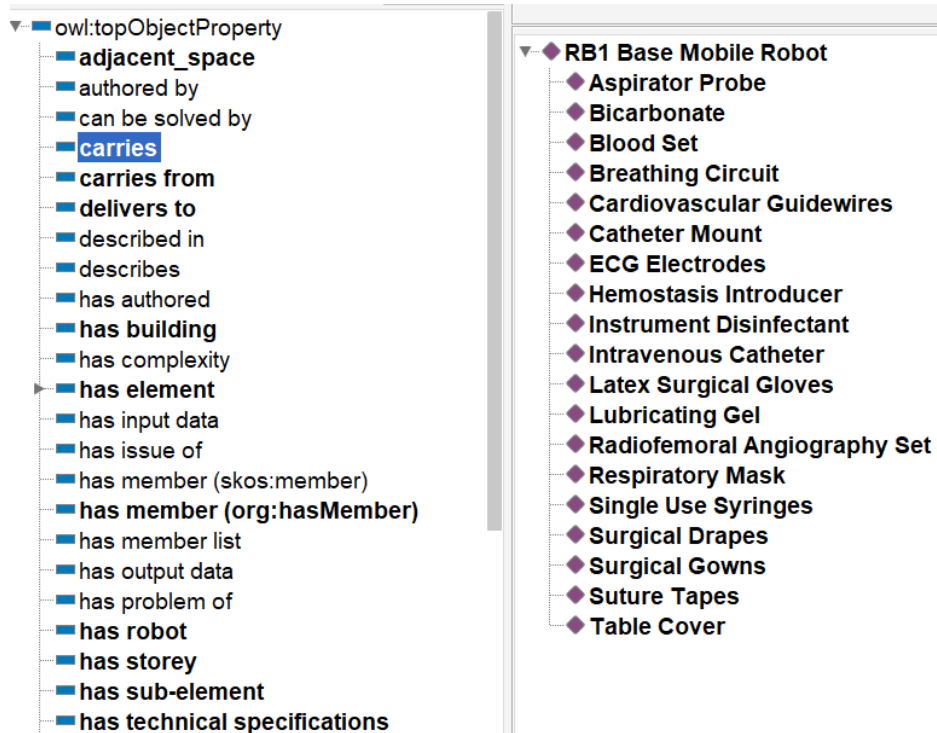 owl:topObjectProperty
adjacent_space
authored by
can be solved by
carries
carries from
delivers to
described in
describes
has authored
has building
has complexity
has element
has input data
has issue of
has member (skos:member)
has member (org:hasMember)
has member list
has output data
has problem of
has robot
has storey
has sub-element
has technical specifications
RB1 Base Mobile Robot
Aspirator Probe
Bicarbonate
Blood Set
Breathing Circuit
Cardiovascular Guidewires
Catheter Mount
ECG Electrodes
Hemostasis Introducer
Instrument Disinfectant
Intravenous Catheter
Latex Surgical Gloves
Lubricating Gel
Radiofemoral Angiography Set
Respiratory Mask
Single Use Syringes
Surgical Drapes
Surgical Gowns
Suture Tapes
Table Cover